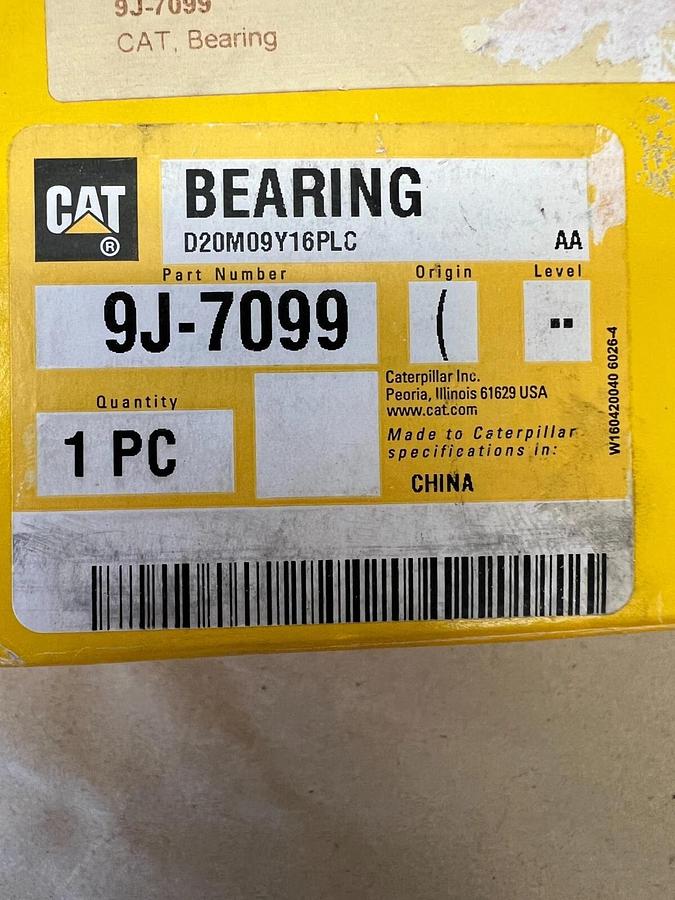 9J-7099
CAT, Bearing
CAT®
BEARING
D20M09Y16PLC AA
Part Number Origin Level
9J-7099 ( --
Quantity
1 PC
Caterpillar Inc.
Peoria, Illinois 61629 USA
www.cat.com
Made to Caterpillar
specifications in:
CHINA
W160420040 6026-4